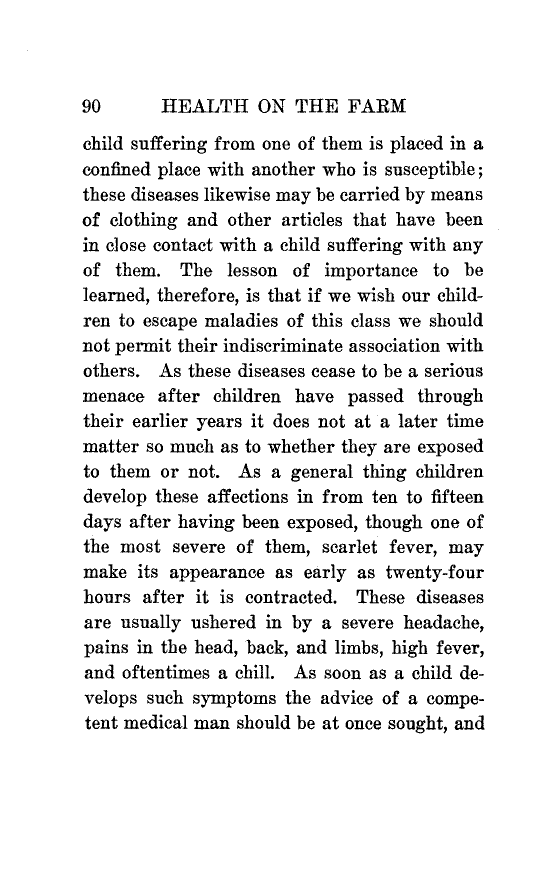 90 HEALTH ON THE FARM
child suffering from one of them is placed in a
confined place with another who is susceptible;
these diseases likewise may be carried by means
of clothing and other articles that have been
in close contact with a child suffering with any
of them. The lesson of importance to be
learned, therefore, is that if we wish our child-
ren to escape maladies of this class we should
not permit their indiscriminate association with
others. As these diseases cease to be a serious
menace after children have passed through
their earlier years it does not at a later time
matter so much as to whether they are exposed
to them or not. As a general thing children
develop these affections in from ten to fifteen
days after having been exposed, though one of
the most severe of them, scarlet fever, may
make its appearance as early as twenty-four
hours after it is contracted. These diseases
are usually ushered in by a severe headache,
pains in the head, back, and limbs, high fever,
and oftentimes a chill. As soon as a child de-
velops such symptoms the advice of a compe-
tent medical man should be at once sought, and